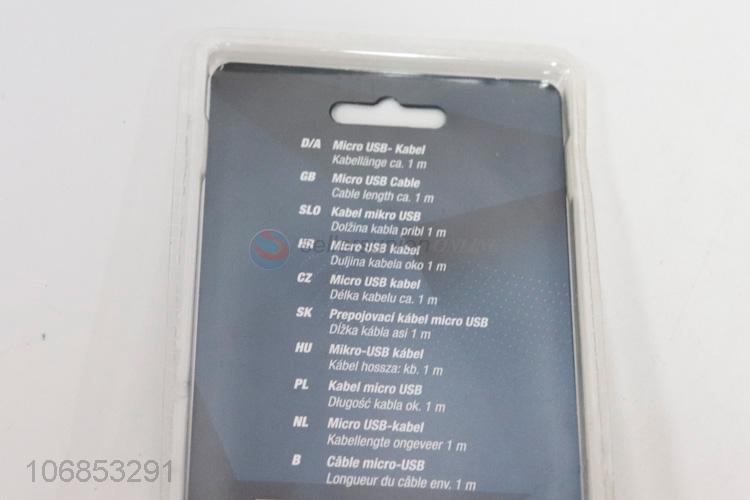 D/A Micro USB- Kabel
Kabellänge ca. 1 m
GB Micro USB Cable
Cable length ca. 1 m
SLO Kabel mikro USB
Dolžina kabla pribl 1 m
HR Micro USB kabel
Duljina kabela oko 1 m
CZ Micro USB kabel
Délka kabelu ca. 1 m
SK Prepojovací kábel micro USB
Dĺžka kábla asi 1 m
HU Mikro-USB kábel
Kábel hossza: kb. 1 m
PL Kabel micro USB
Długość kabla ok. 1 m
NL Micro USB-kabel
Kabellengte ongeveer 1 m
B Câble micro-USB
Longueur du câble env. 1 m
106853291